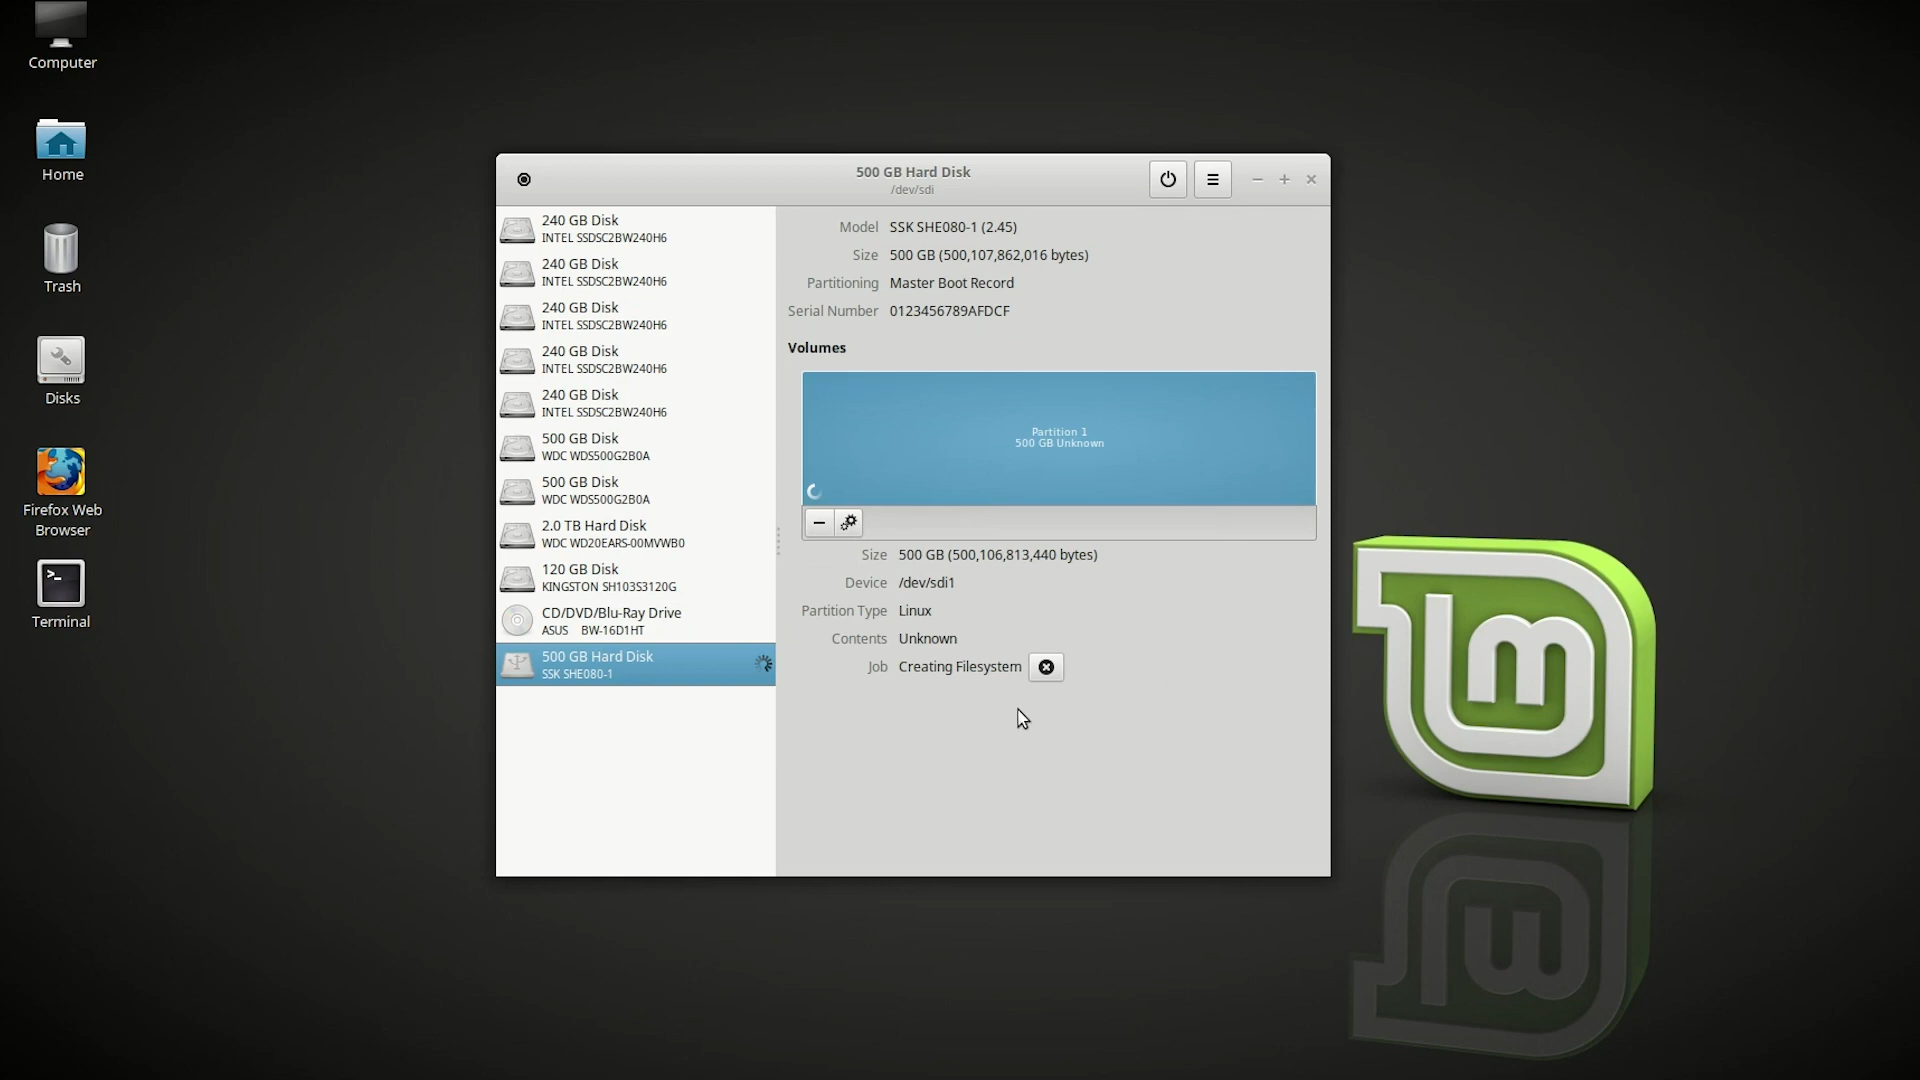 Computer
Home
Trash
Disks
Firefox Web
Browser
>_
Terminal
500 GB Hard Disk
/dev/sdi
240 GB Disk
INTEL SSDSC2BW240H6
240 GB Disk
INTEL SSDSC2BW240H6
240 GB Disk
INTEL SSDSC2BW240H6
240 GB Disk
INTEL SSDSC2BW240H6
240 GB Disk
INTEL SSDSC2BW240H6
500 GB Disk
WDC WDS500G2B0A
500 GB Disk
WDC WDS500G2B0A
2.0 TB Hard Disk
WDC WD20EARS-00MVWB0
120 GB Disk
KINGSTON SH103S3120G
CD/DVD/Blu-Ray Drive
ASUS BW-16D1HT
500 GB Hard Disk
SSK SHE080-1
Model SSK SHE080-1 (2.45)
Size 500 GB (500,107,862,016 bytes)
Partitioning Master Boot Record
Serial Number 0123456789AFDCF
Volumes
Partition 1
500 GB Unknown
Size 500 GB (500,106,813,440 bytes)
Device /dev/sdi1
Partition Type Linux
Contents Unknown
Job Creating Filesystem